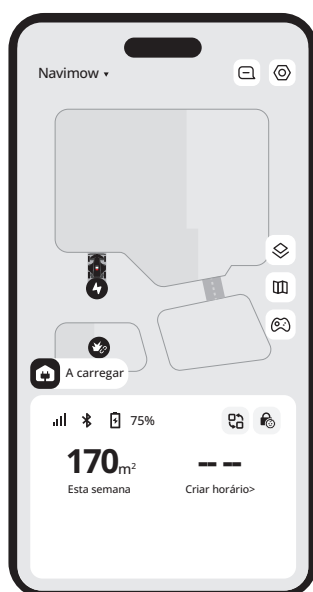 Navimow
A carregar
75%
170m²
-- --
Esta semana
Criar horário>